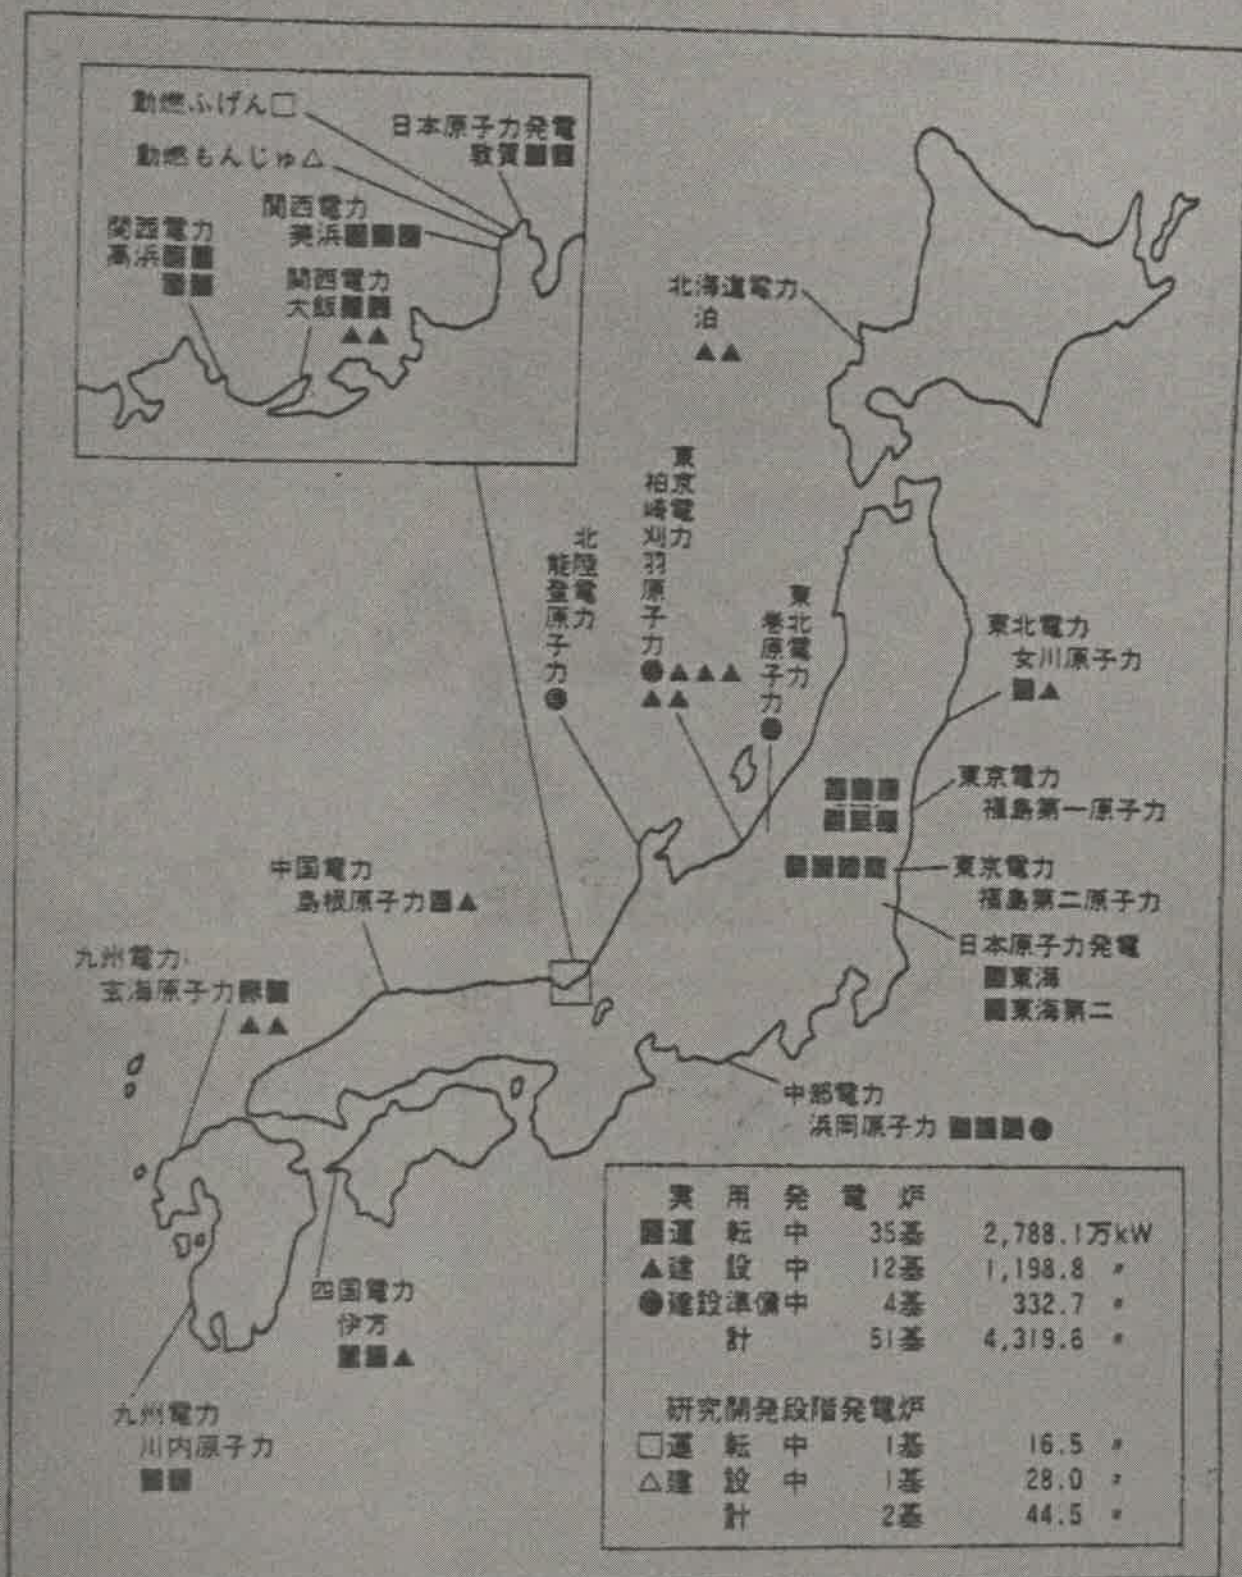 動燃ふげん□
動燃もんじゅ△
日本原子力発電
敦賀■■
関西電力
美浜■■■
関西電力
高浜■■
■■
関西電力
大飯■■
▲▲
北海道電力
泊
▲▲
東京電力
柏崎刈羽原子力
●▲▲▲
▲▲
北陸電力
能登原子力
●
東北電力
巻原子力
●
東北電力
女川原子力
■▲
■■■
■■■
東京電力
福島第一原子力
■■■■
東京電力
福島第二原子力
日本原子力発電
■東海
■東海第二
中国電力
島根原子力■▲
九州電力
玄海原子力■■
▲▲
中部電力
浜岡原子力 ■■■●
四国電力
伊方
■■▲
九州電力
川内原子力
■■
実用発電炉
■運転中 35基 2,788.1万kW
▲建設中 12基 1,198.8 〃
●建設準備中 4基 332.7 〃
計 51基 4,319.6 〃
研究開発段階発電炉
□運転中 1基 16.5 〃
△建設中 1基 28.0 〃
計 2基 44.5 〃